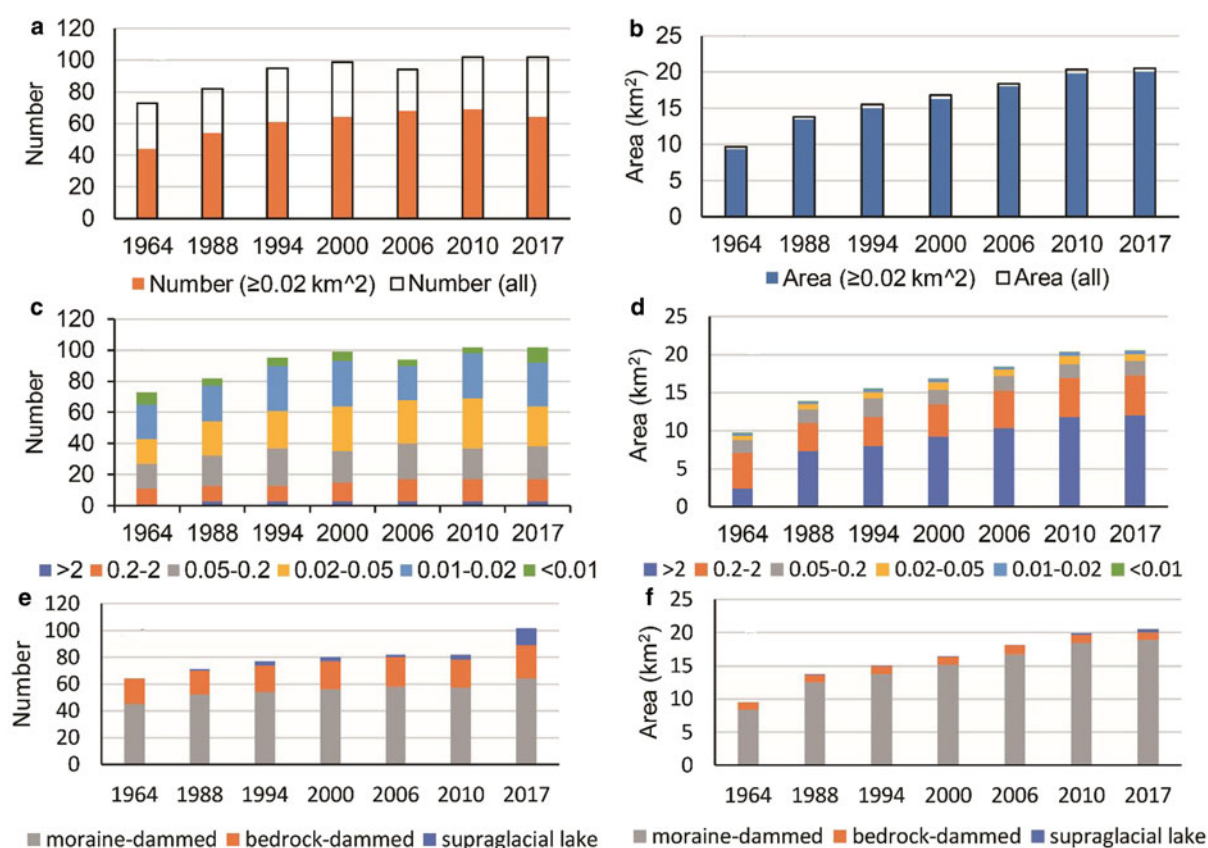 a
Number
120
100
80
60
40
20
0
1964 1988 1994 2000 2006 2010 2017
Number (≥0.02 km^2) Number (all)
b
Area (km²)
25
20
15
10
5
0
1964 1988 1994 2000 2006 2010 2017
Area (≥0.02 km^2) Area (all)
c
Number
120
100
80
60
40
20
0
1964 1988 1994 2000 2006 2010 2017
>2 0.2-2 0.05-0.2 0.02-0.05 0.01-0.02 <0.01
d
Area (km²)
25
20
15
10
5
0
1964 1988 1994 2000 2006 2010 2017
>2 0.2-2 0.05-0.2 0.02-0.05 0.01-0.02 <0.01
e
Number
120
100
80
60
40
20
0
1964 1988 1994 2000 2006 2010 2017
moraine-dammed bedrock-dammed supraglacial lake
f
Area (km²)
25
20
15
10
5
0
1964 1988 1994 2000 2006 2010 2017
moraine-dammed bedrock-dammed supraglacial lake